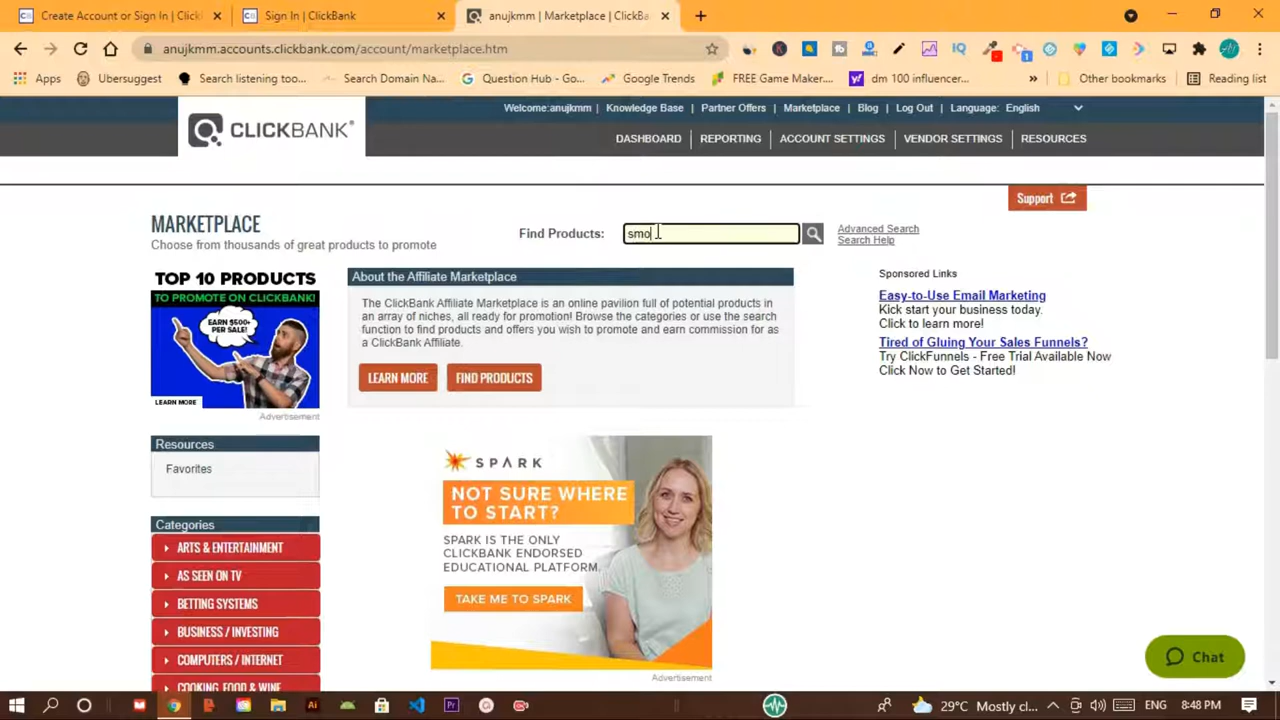 Create Account or Sign In | Click
Sign In | ClickBank
anujkmm | Marketplace | ClickBa
anujkmm.accounts.clickbank.com/account/marketplace.htm
Apps
Ubersuggest
Search listening too...
Search Domain Na...
Question Hub - Go...
Google Trends
FREE Game Maker....
dm 100 influencer...
Other bookmarks
Reading list
Welcome:anujkmm | Knowledge Base | Partner Offers | Marketplace | Blog | Log Out | Language: English
CLICKBANK®
DASHBOARD | REPORTING | ACCOUNT SETTINGS | VENDOR SETTINGS | RESOURCES
Support
MARKETPLACE
Choose from thousands of great products to promote
Find Products:
smo
Advanced Search
Search Help
TOP 10 PRODUCTS
TO PROMOTE ON CLICKBANK!
EARN $500+
PER SALE!
LEARN MORE
Advertisement
About the Affiliate Marketplace
The ClickBank Affiliate Marketplace is an online pavilion full of potential products in
an array of niches, all ready for promotion! Browse the categories or use the search
function to find products and offers you wish to promote and earn commission for as
a ClickBank Affiliate.
LEARN MORE
FIND PRODUCTS
Sponsored Links
Easy-to-Use Email Marketing
Kick start your business today.
Click to learn more!
Tired of Gluing Your Sales Funnels?
Try ClickFunnels - Free Trial Available Now
Click Now to Get Started!
Resources
Favorites
Categories
ARTS & ENTERTAINMENT
AS SEEN ON TV
BETTING SYSTEMS
BUSINESS / INVESTING
COMPUTERS / INTERNET
COOKING, FOOD & WINE
SPARK
NOT SURE WHERE
TO START?
SPARK IS THE ONLY
CLICKBANK ENDORSED
EDUCATIONAL PLATFORM.
TAKE ME TO SPARK
Advertisement
Chat
29°C Mostly cl...
ENG
8:48 PM